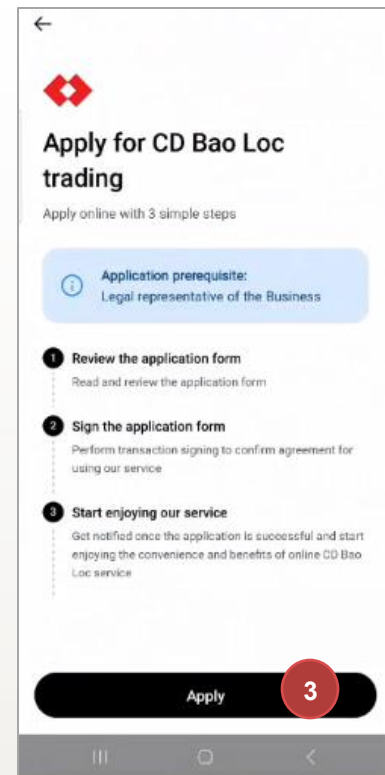 Apply for CD Bao Loc
trading
Apply online with 3 simple steps
Application prerequisite:
Legal representative of the Business
1 Review the application form
Read and review the application form
2 Sign the application form
Perform transaction signing to confirm agreement for
using our service
3 Start enjoying our service
Get notified once the application is successful and start
enjoying the convenience and benefits of online CD Bao
Loc service
Apply 3